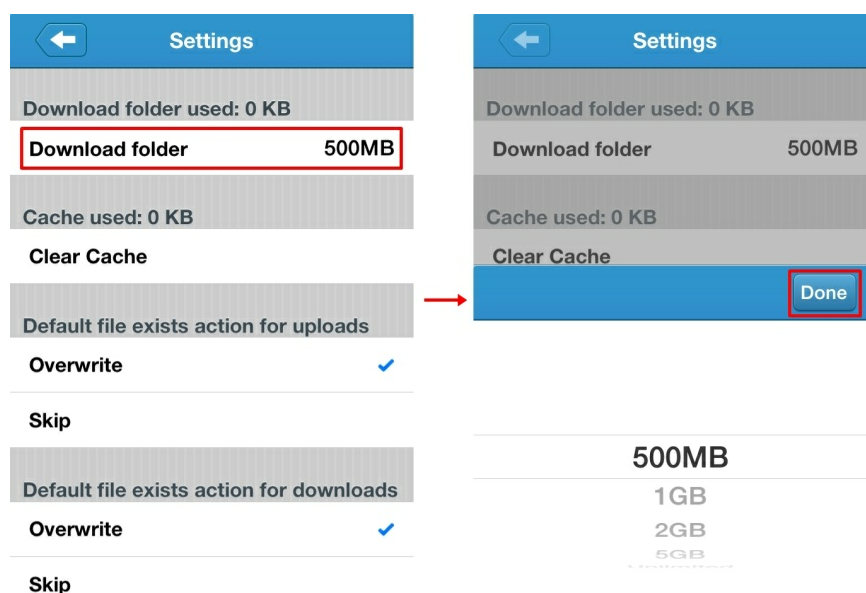 Settings
Download folder used: 0 KB
Download folder 500MB
Cache used: 0 KB
Clear Cache
Default file exists action for uploads
Overwrite
Skip
Default file exists action for downloads
Overwrite
Skip
Settings
Download folder used: 0 KB
Download folder 500MB
Cache used: 0 KB
Clear Cache
Done
500MB
1GB
2GB
5GB
Unlimited